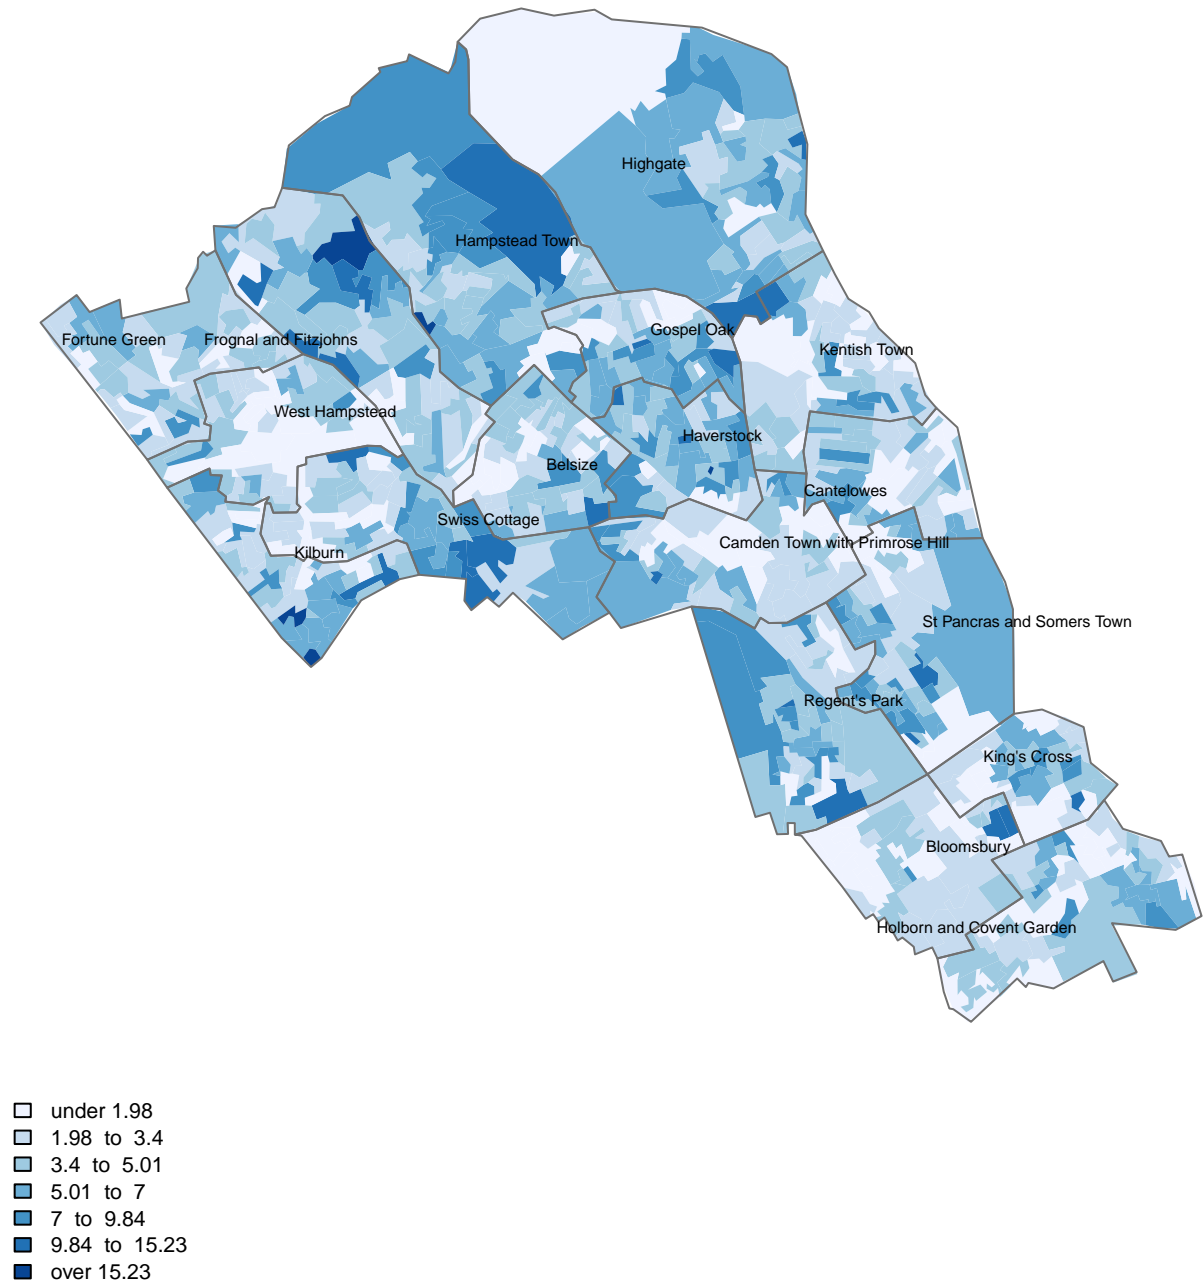 Highgate
Hampstead Town
Gospel Oak
Fortune Green
Frognal and Fitzjohns
Kentish Town
West Hampstead
Haverstock
Belsize
Cantelowes
Swiss Cottage
Camden Town with Primrose Hill
Kilburn
St Pancras and Somers Town
Regent's Park
King's Cross
Bloomsbury
Holborn and Covent Garden
under 1.98
1.98 to 3.4
3.4 to 5.01
5.01 to 7
7 to 9.84
9.84 to 15.23
over 15.23